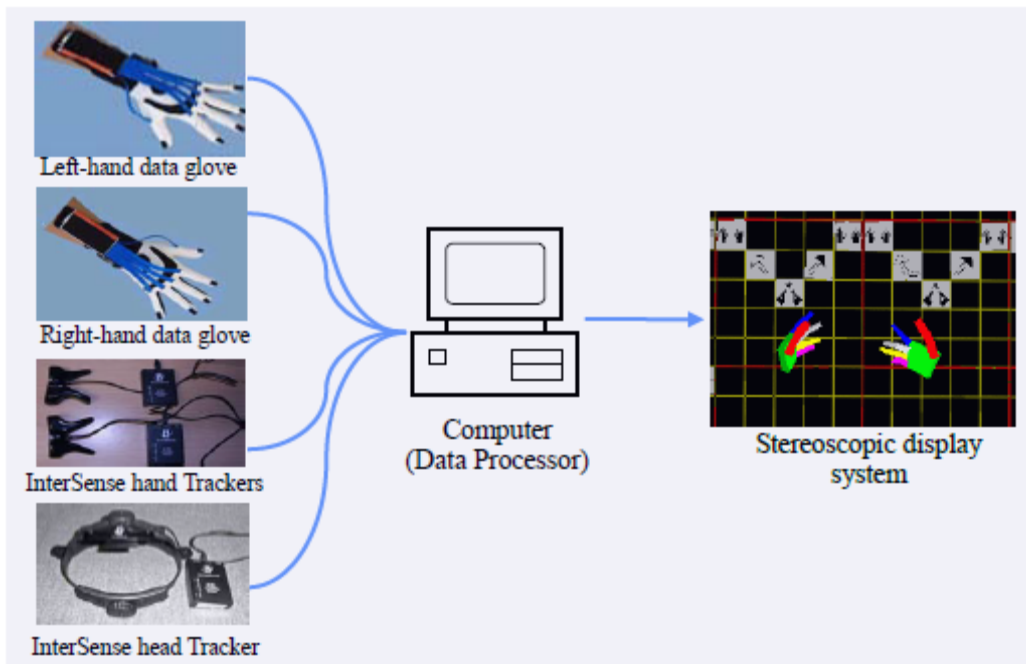 Left-hand data glove
Right-hand data glove
InterSense hand Trackers
InterSense head Tracker
Computer
(Data Processor)
Stereoscopic display
system